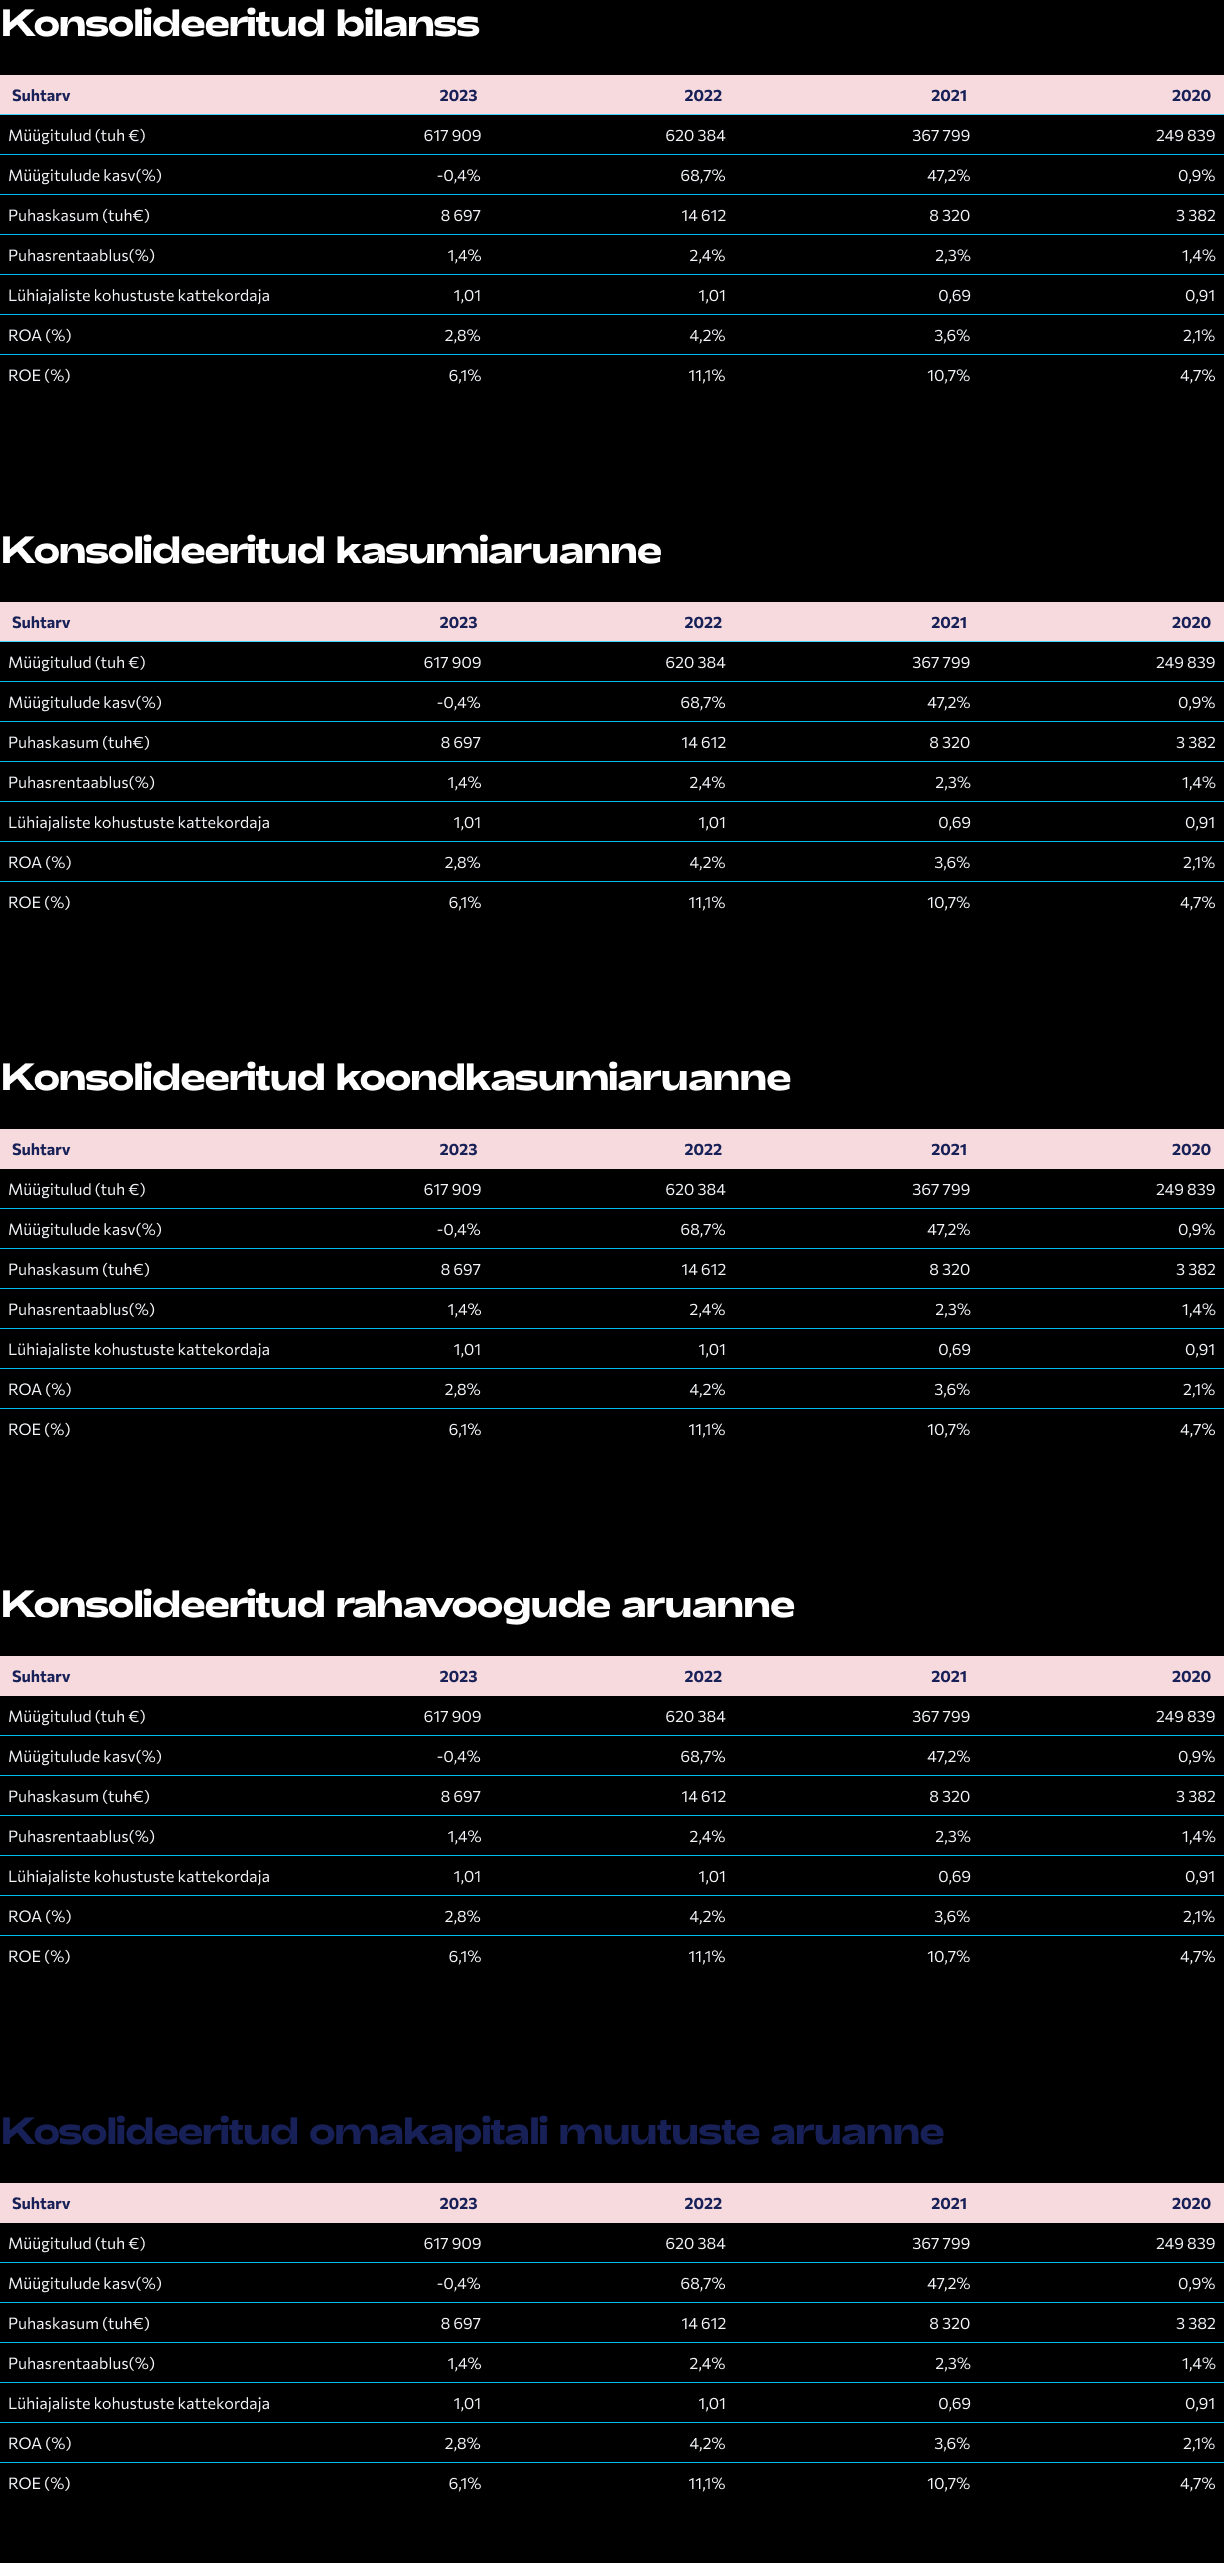 Konsolideeritud bilanss
Suhtarv 2023 2022 2021 2020
Müügitulud (tuh €) 617 909 620 384 367 799 249 839
Müügitulude kasv(%) -0,4% 68,7% 47,2% 0,9%
Puhaskasum (tuh€) 8 697 14 612 8 320 3 382
Puhasrentaablus(%) 1,4% 2,4% 2,3% 1,4%
Lühiajaliste kohustuste kattekordaja 1,01 1,01 0,69 0,91
ROA (%) 2,8% 4,2% 3,6% 2,1%
ROE (%) 6,1% 11,1% 10,7% 4,7%
Konsolideeritud kasumiaruanne
Suhtarv 2023 2022 2021 2020
Müügitulud (tuh €) 617 909 620 384 367 799 249 839
Müügitulude kasv(%) -0,4% 68,7% 47,2% 0,9%
Puhaskasum (tuh€) 8 697 14 612 8 320 3 382
Puhasrentaablus(%) 1,4% 2,4% 2,3% 1,4%
Lühiajaliste kohustuste kattekordaja 1,01 1,01 0,69 0,91
ROA (%) 2,8% 4,2% 3,6% 2,1%
ROE (%) 6,1% 11,1% 10,7% 4,7%
Konsolideeritud koondkasumiaruanne
Suhtarv 2023 2022 2021 2020
Müügitulud (tuh €) 617 909 620 384 367 799 249 839
Müügitulude kasv(%) -0,4% 68,7% 47,2% 0,9%
Puhaskasum (tuh€) 8 697 14 612 8 320 3 382
Puhasrentaablus(%) 1,4% 2,4% 2,3% 1,4%
Lühiajaliste kohustuste kattekordaja 1,01 1,01 0,69 0,91
ROA (%) 2,8% 4,2% 3,6% 2,1%
ROE (%) 6,1% 11,1% 10,7% 4,7%
Konsolideeritud rahavoogude aruanne
Suhtarv 2023 2022 2021 2020
Müügitulud (tuh €) 617 909 620 384 367 799 249 839
Müügitulude kasv(%) -0,4% 68,7% 47,2% 0,9%
Puhaskasum (tuh€) 8 697 14 612 8 320 3 382
Puhasrentaablus(%) 1,4% 2,4% 2,3% 1,4%
Lühiajaliste kohustuste kattekordaja 1,01 1,01 0,69 0,91
ROA (%) 2,8% 4,2% 3,6% 2,1%
ROE (%) 6,1% 11,1% 10,7% 4,7%
Kosolideeritud omakapitali muutuste aruanne
Suhtarv 2023 2022 2021 2020
Müügitulud (tuh €) 617 909 620 384 367 799 249 839
Müügitulude kasv(%) -0,4% 68,7% 47,2% 0,9%
Puhaskasum (tuh€) 8 697 14 612 8 320 3 382
Puhasrentaablus(%) 1,4% 2,4% 2,3% 1,4%
Lühiajaliste kohustuste kattekordaja 1,01 1,01 0,69 0,91
ROA (%) 2,8% 4,2% 3,6% 2,1%
ROE (%) 6,1% 11,1% 10,7% 4,7%